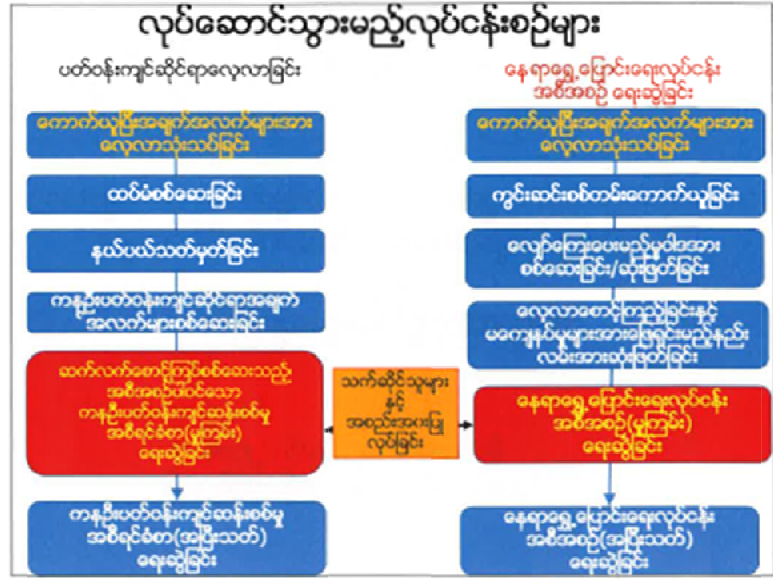 လုပ်ဆောင်သွားမည့်လုပ်ငန်းစဉ်များ
ပတ်ဝန်းကျင်ဆိုင်ရာလေ့လာခြင်း
ကောက်ယူပြီးအချက်အလက်များအား
လေ့လာသုံးသပ်ခြင်း
ထပ်မံစစ်ဆေးခြင်း
နယ်ပယ်သတ်မှတ်ခြင်း
ကနဦးပတ်ဝန်းကျင်ဆိုင်ရာအချက်
အလက်များစစ်ဆေးခြင်း
ဆက်လက်စောင့်ကြပ်စစ်ဆေးသည့်
အစီအစဉ်ပါဝင်သော
ကနဦးပတ်ဝန်းကျင်ဆန်းစစ်မှု
အစီရင်ခံစာ(မူကြမ်း)
ရေးဆွဲခြင်း
ကနဦးပတ်ဝန်းကျင်ဆန်းစစ်မှု
အစီရင်ခံစာ(အပြီးသတ်)
ရေးဆွဲခြင်း
သက်ဆိုင်သူများ
နှင့်
အစည်းအဝေးပြု
လုပ်ခြင်း
နေရာရွှေ့ပြောင်းရေးလုပ်ငန်း
အစီအစဉ် ရေးဆွဲခြင်း
ကောက်ယူပြီးအချက်အလက်များအား
လေ့လာသုံးသပ်ခြင်း
ကွင်းဆင်းစစ်တမ်းကောက်ယူခြင်း
လျော်ကြေးပေးမည့်မူဝါဒအား
စစ်ဆေးခြင်း/ဆုံးဖြတ်ခြင်း
လေ့လာစောင့်ကြည့်ခြင်းနှင့်
မကျေနပ်မှုများအားဖြေရှင်းမည့်နည်း
လမ်းအားဆုံးဖြတ်ခြင်း
နေရာရွှေ့ပြောင်းရေးလုပ်ငန်း
အစီအစဉ်(မူကြမ်း)
ရေးဆွဲခြင်း
နေရာရွှေ့ပြောင်းရေးလုပ်ငန်း
အစီအစဉ်(အပြီးသတ်)
ရေးဆွဲခြင်း